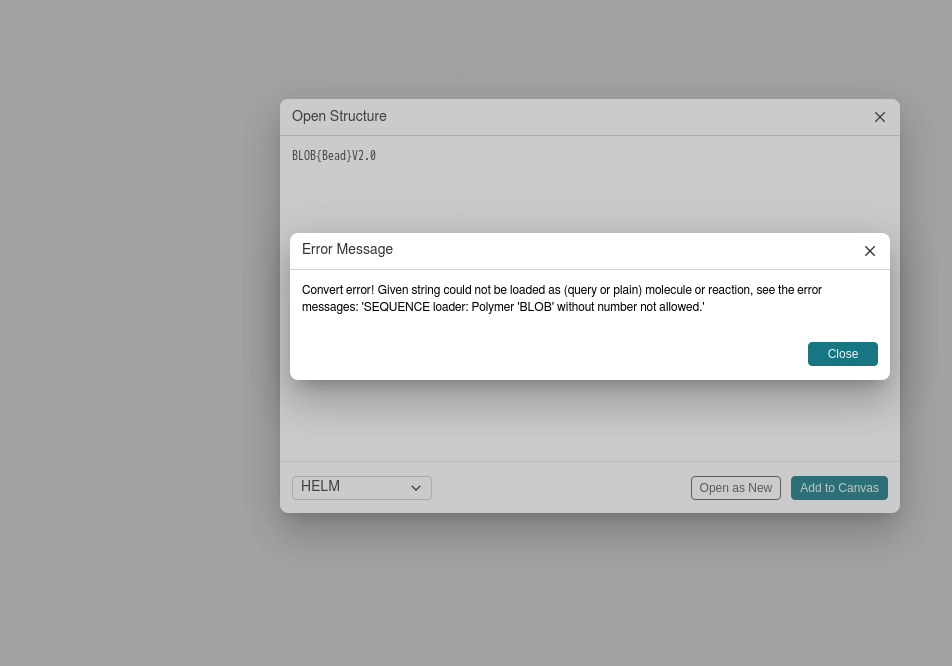 Open Structure
BLOB{Bead}V2.0
Error Message
Convert error! Given string could not be loaded as (query or plain) molecule or reaction, see the error
messages: 'SEQUENCE loader: Polymer 'BLOB' without number not allowed.'
Close
HELM
Open as New
Add to Canvas